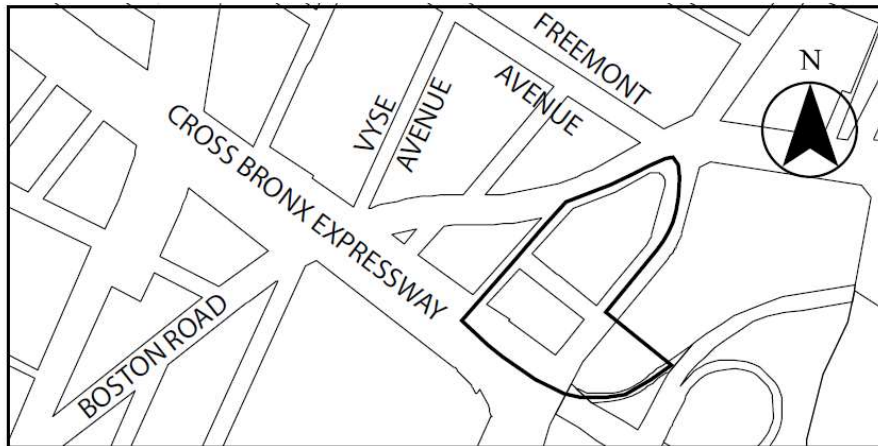 FREEMONT
AVENUE
N
VYSE
AVENUE
CROSS BRONX EXPRESSWAY
BOSTON ROAD